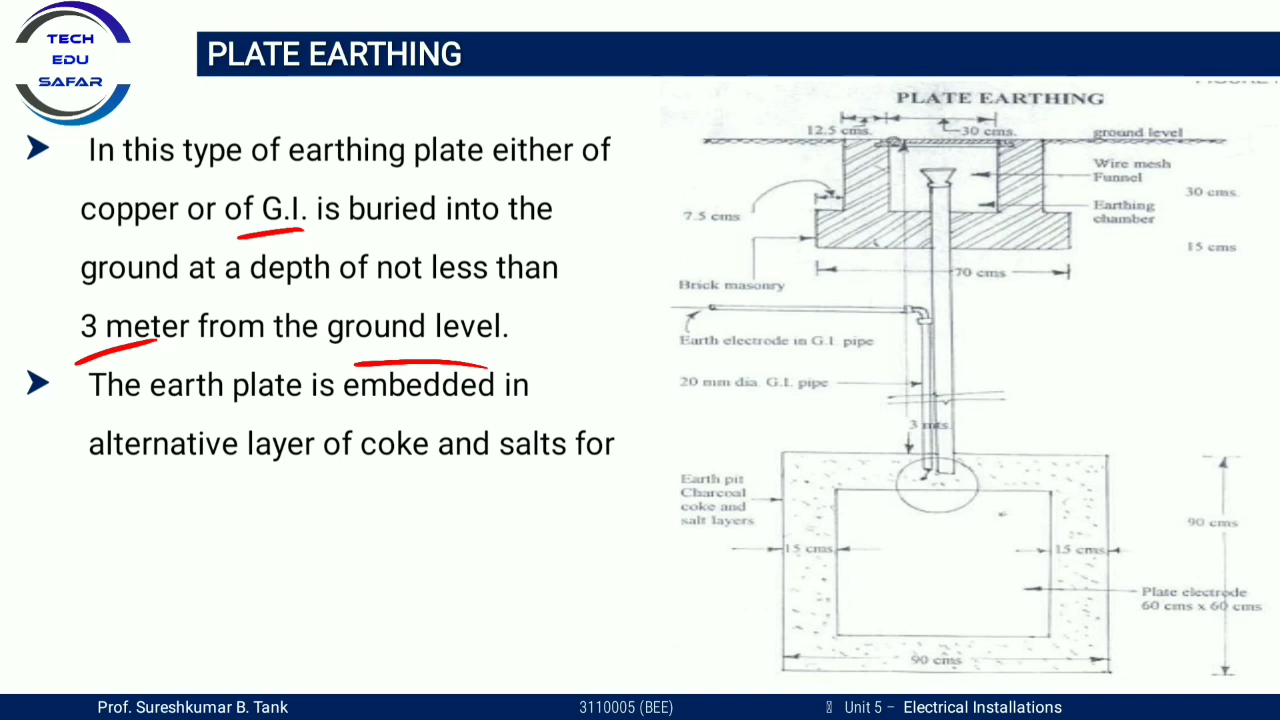 TECH
EDU
SAFAR
PLATE EARTHING
In this type of earthing plate either of
copper or of G.I. is buried into the
ground at a depth of not less than
3 meter from the ground level.
The earth plate is embedded in
alternative layer of coke and salts for
PLATE EARTHING
12.5 cms.
30 cms.
ground level
Wire mesh
Funnel
30 cms.
7.5 cms
Earthing
chamber
15 cms
70 cms
Brick masonry
Earth electrode in G.I. pipe
20 mm dia. G.I. pipe
3 mts.
Earth pit
Charcoal
coke and
salt layers
90 cms
15 cms.
15 cms.
Plate electrode
60 cms x 60 cms
90 cms
Prof. Sureshkumar B. Tank
3110005 (BEE)
Unit 5 – Electrical Installations